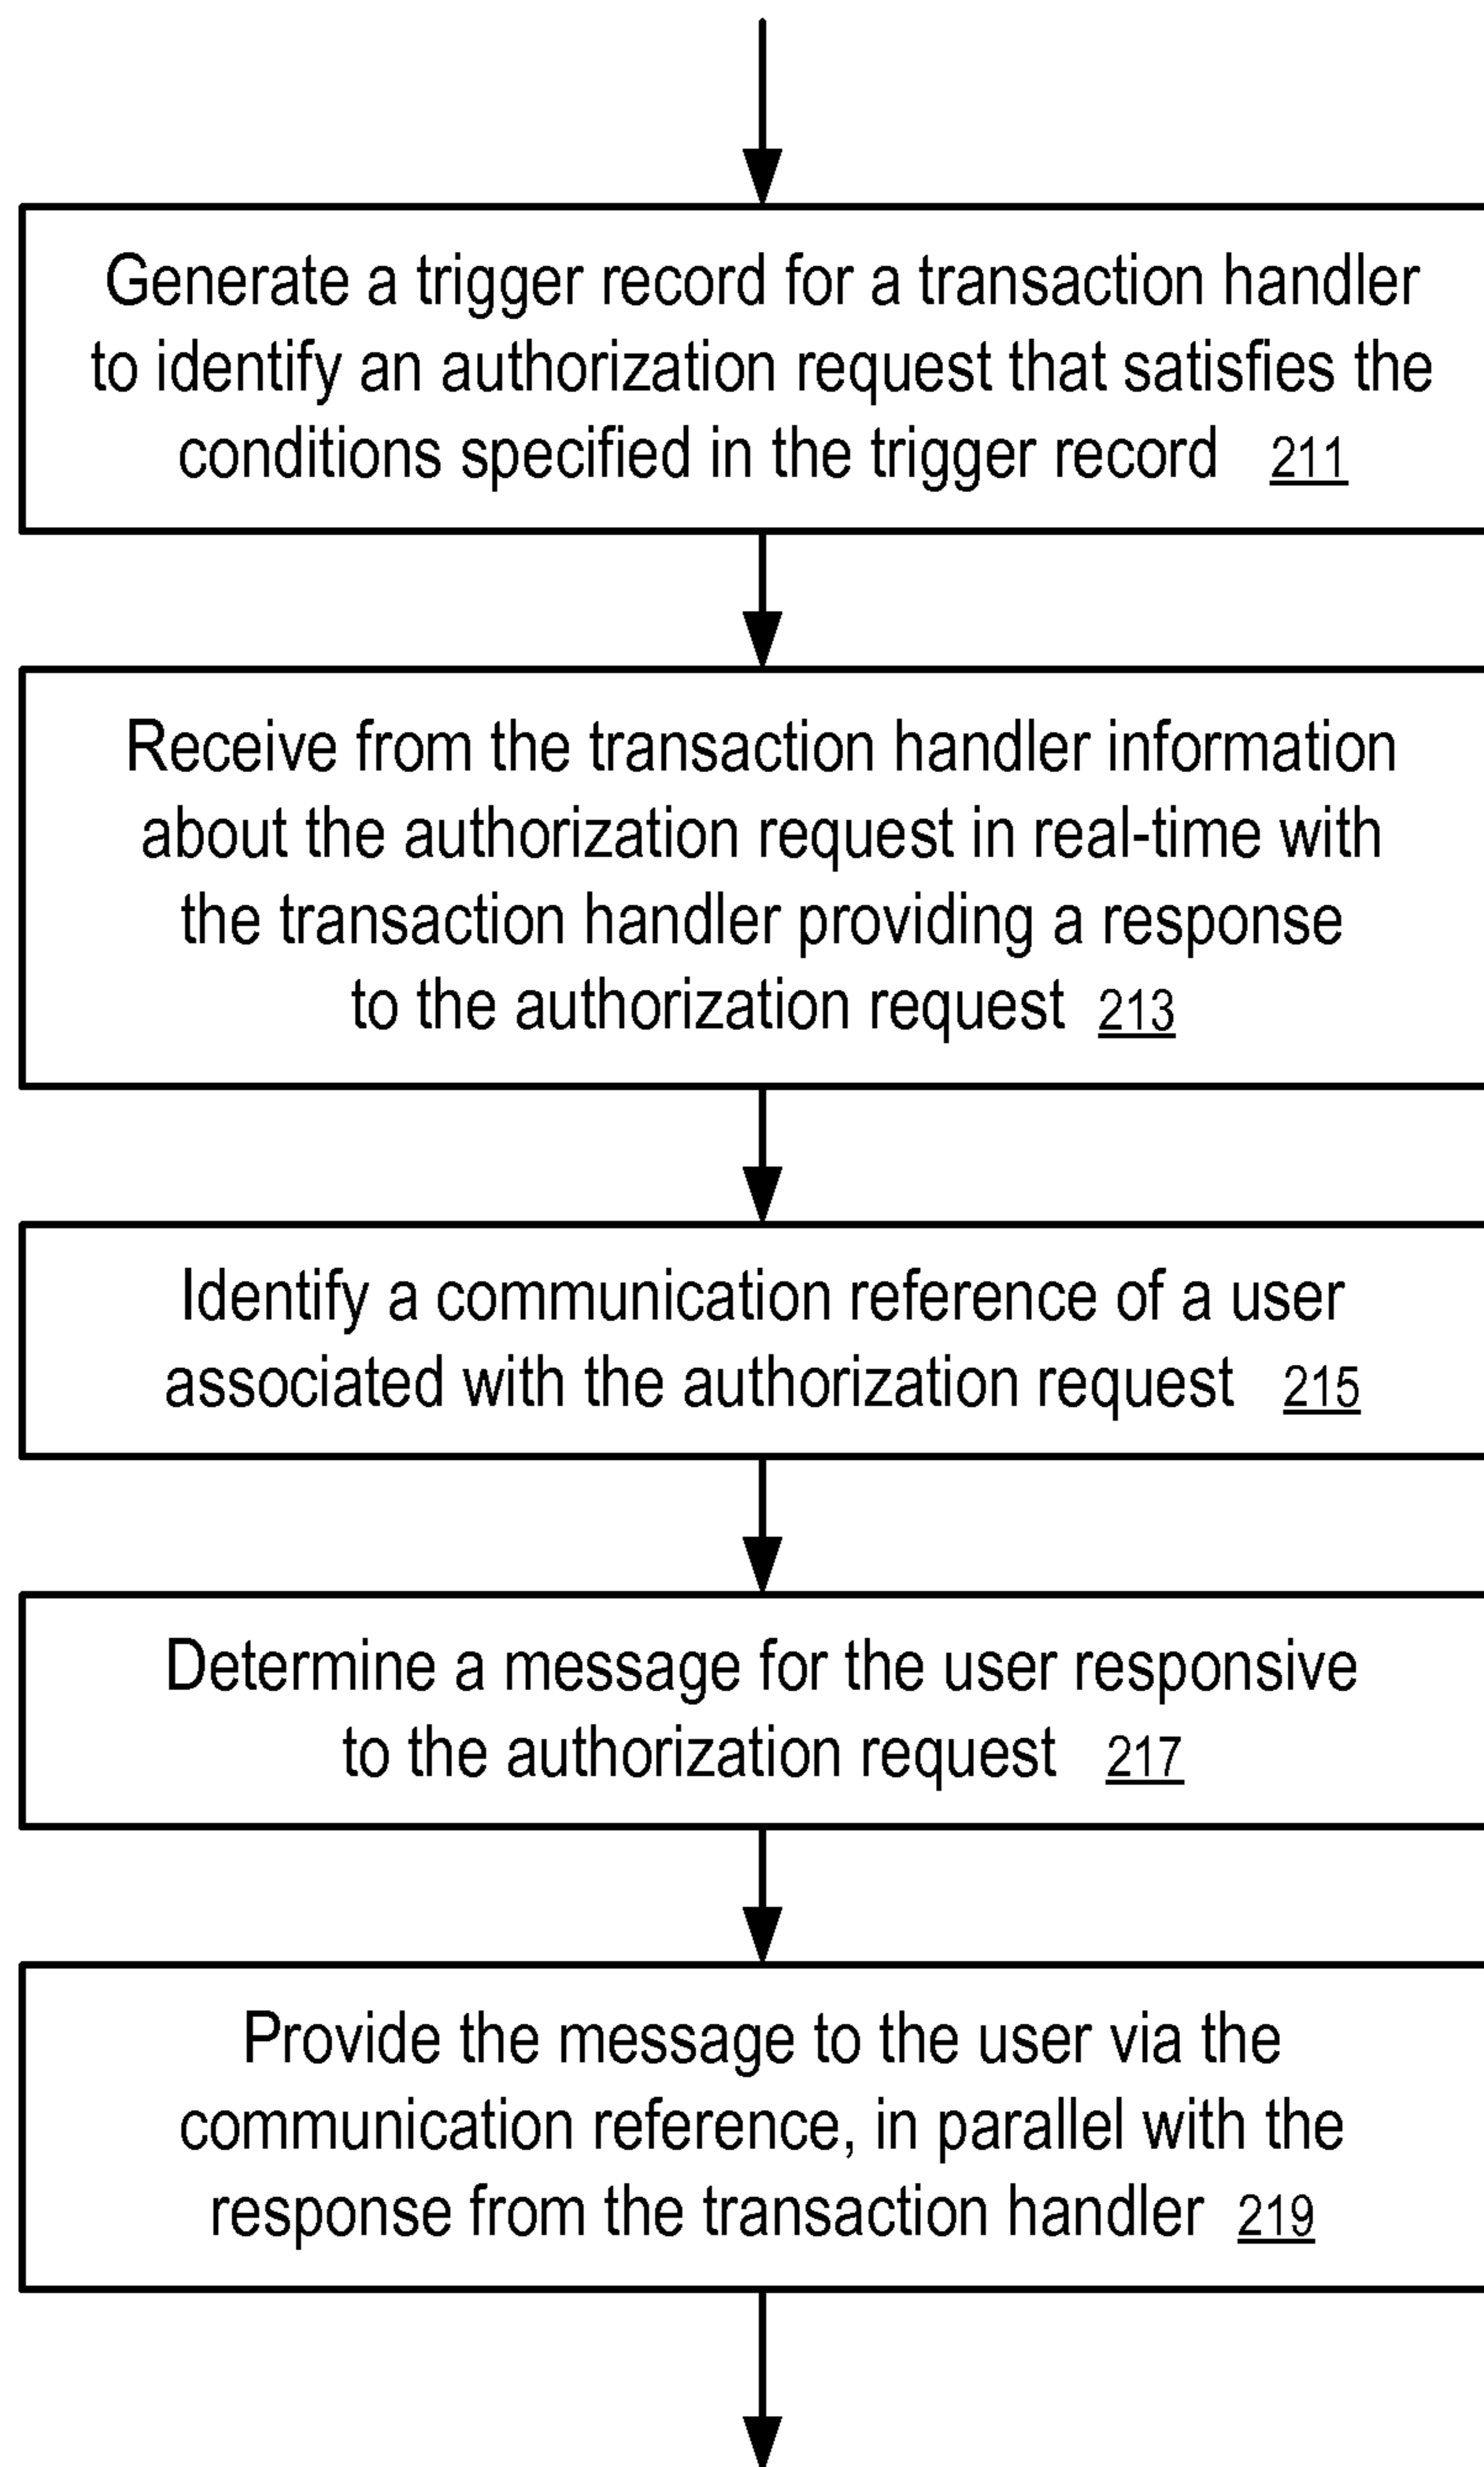 Generate a trigger record for a transaction handler
to identify an authorization request that satisfies the
conditions specified in the trigger record 211
Receive from the transaction handler information
about the authorization request in real-time with
the transaction handler providing a response
to the authorization request 213
Identify a communication reference of a user
associated with the authorization request 215
Determine a message for the user responsive
to the authorization request 217
Provide the message to the user via the
communication reference, in parallel with the
response from the transaction handler 219